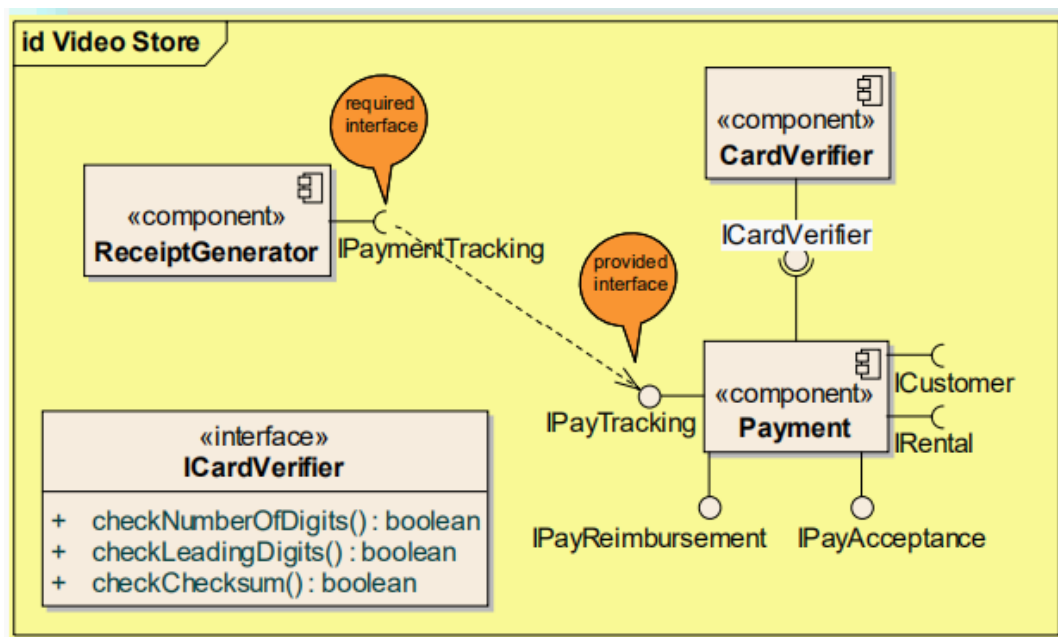 id Video Store
required
interface
«component»
CardVerifier
«component»
ReceiptGenerator
IPaymentTracking
ICardVerifier
provided
interface
«component»
Payment
ICustomer
IRental
IPayTracking
IPayReimbursement
IPayAcceptance
«interface»
ICardVerifier
+ checkNumberOfDigits() : boolean
+ checkLeadingDigits() : boolean
+ checkChecksum() : boolean